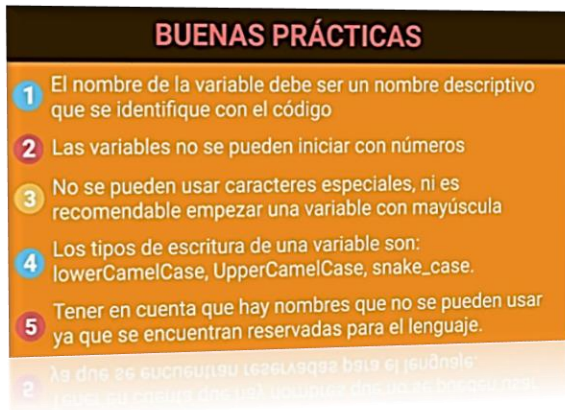 BUENAS PRÁCTICAS
1 El nombre de la variable debe ser un nombre descriptivo
que se identifique con el código
2 Las variables no se pueden iniciar con números
3 No se pueden usar caracteres especiales, ni es
recomendable empezar una variable con mayúscula
4 Los tipos de escritura de una variable son:
lowerCamelCase, UpperCamelCase, snake_case.
5 Tener en cuenta que hay nombres que no se pueden usar
ya que se encuentran reservadas para el lenguaje.